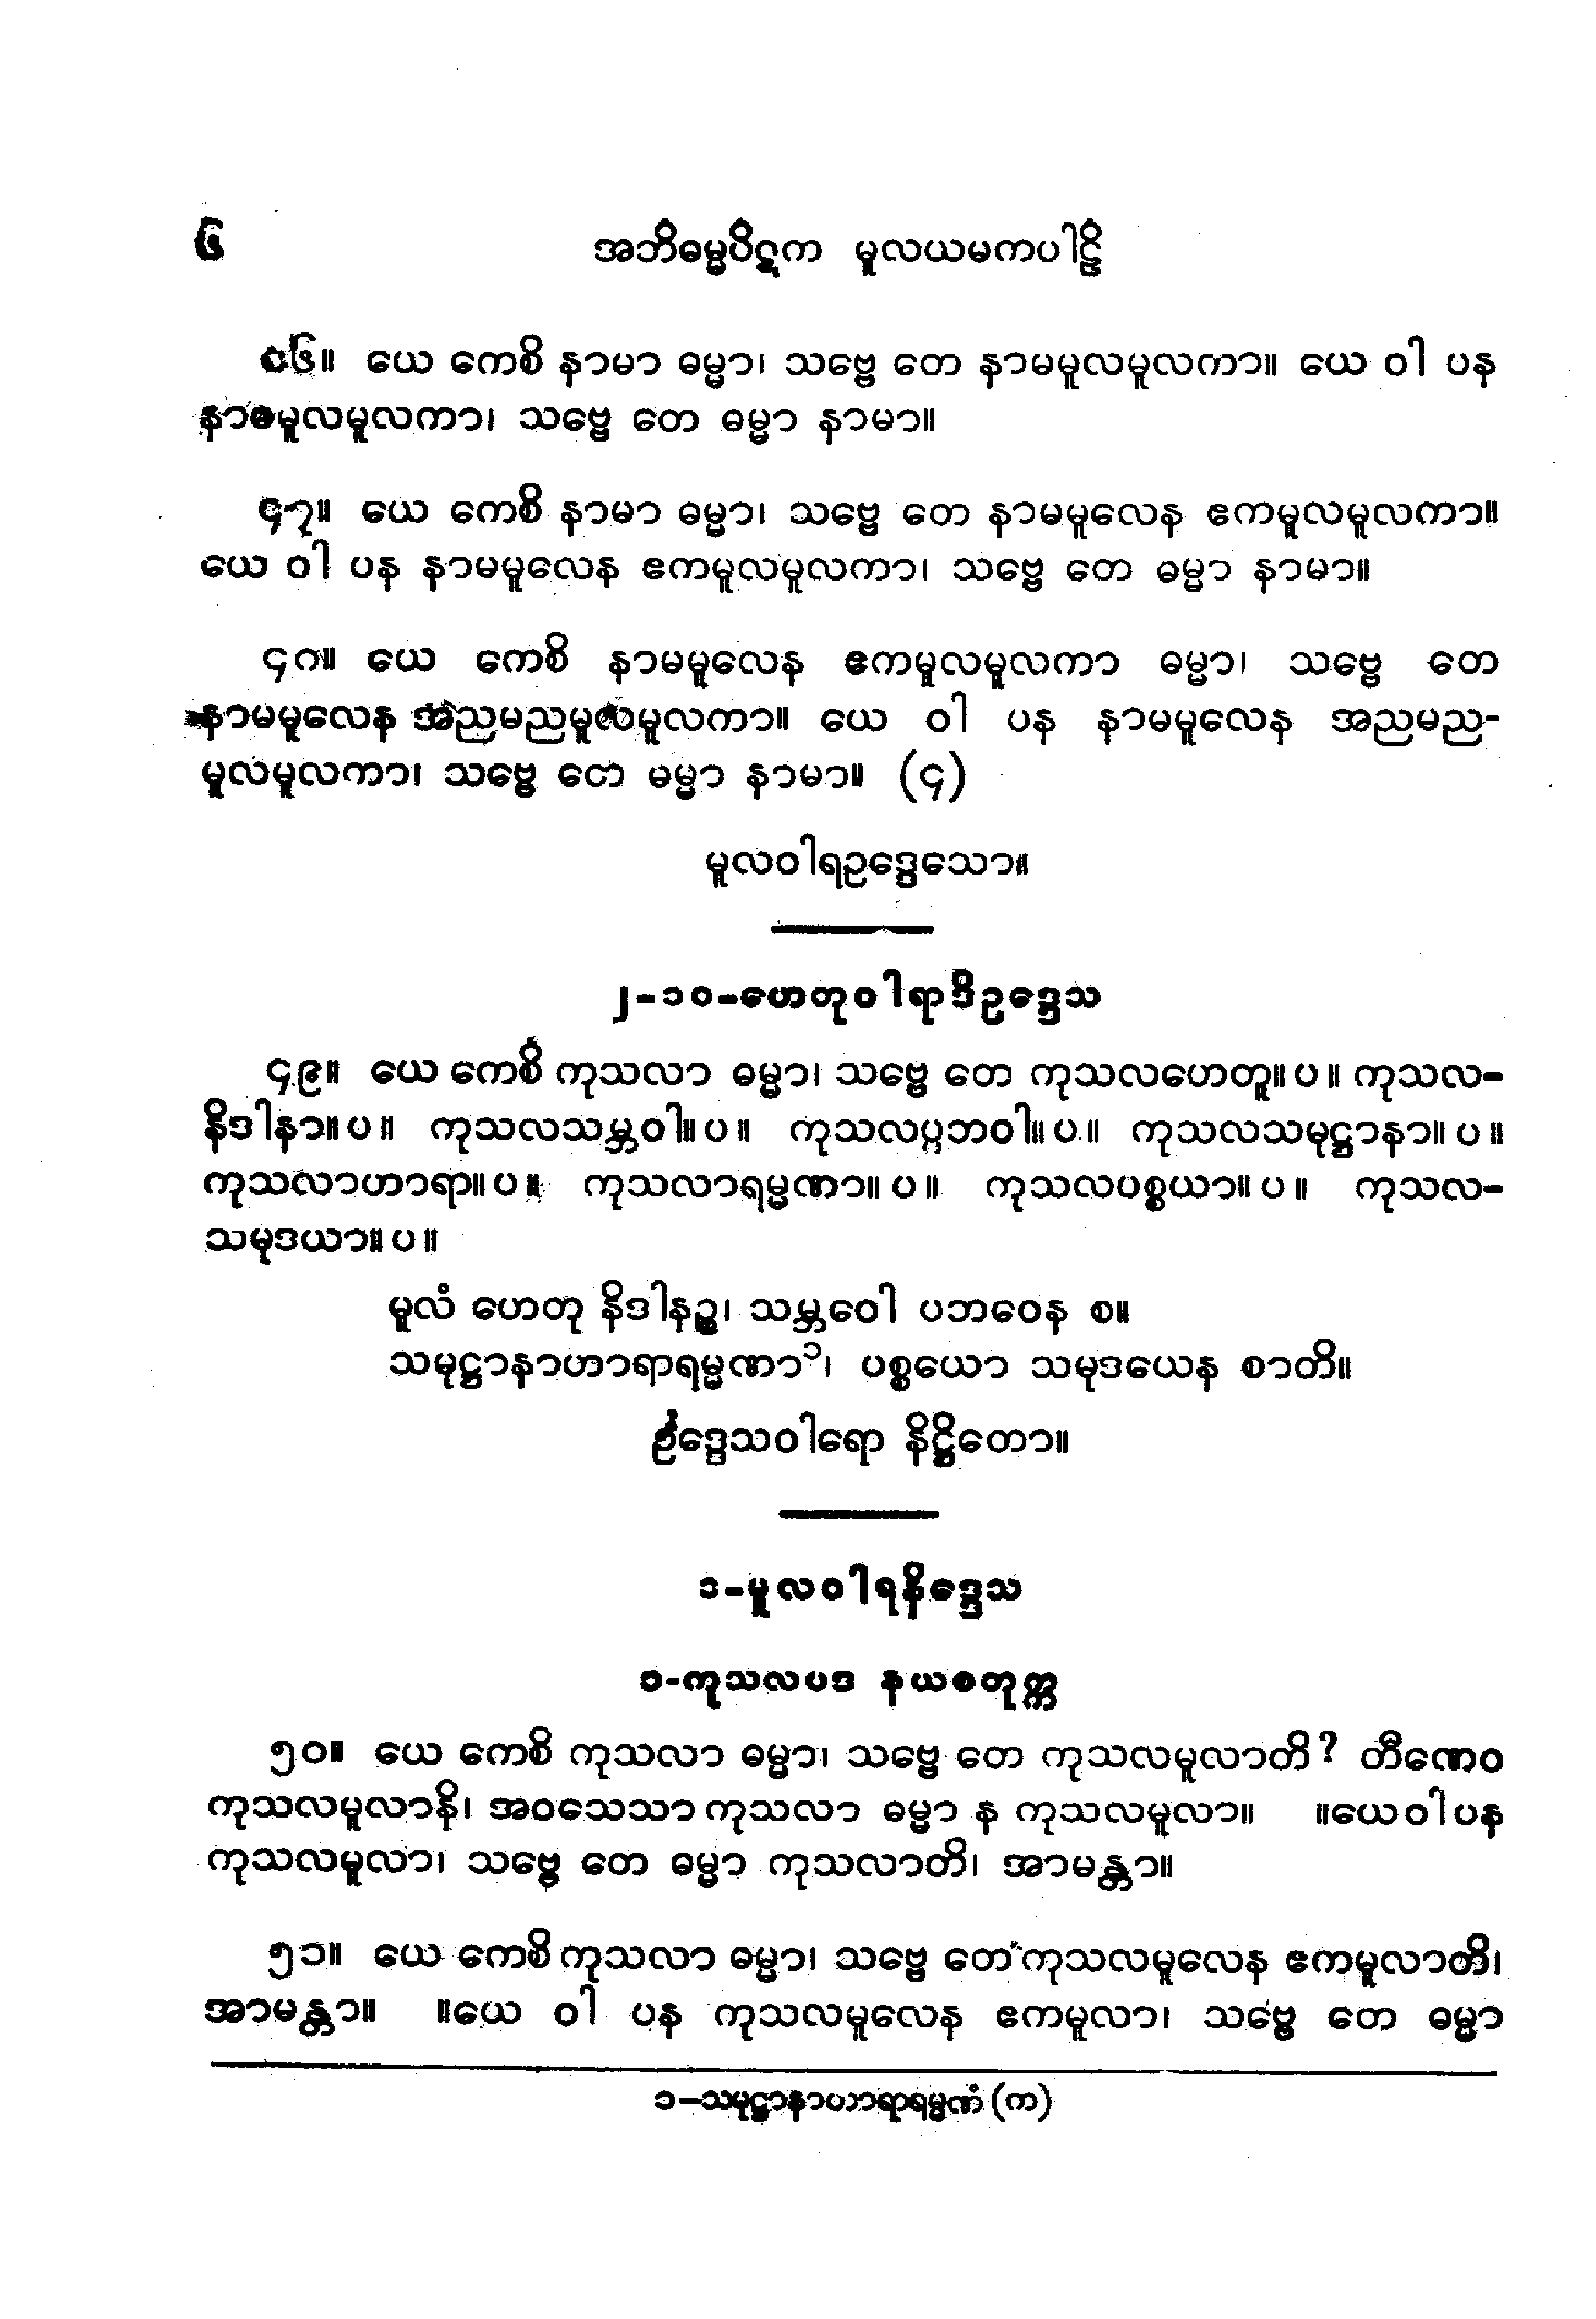 ၆ အဘိဓမ္မပိဋက မူလယမကပါဠိ
၄၆။ ယေ ကေစိ နာမာ ဓမ္မာ၊ သဗ္ဗေ တေ နာမမူလမူလကာ။ ယေ ဝါ ပန
နာမမူလမူလကာ၊ သဗ္ဗေ တေ ဓမ္မာ နာမာ။
၄၇။ ယေ ကေစိ နာမာ ဓမ္မာ၊ သဗ္ဗေ တေ နာမမူလေန ဧကမူလမူလကာ။
ယေ ဝါ ပန နာမမူလေန ဧကမူလမူလကာ၊ သဗ္ဗေ တေ ဓမ္မာ နာမာ။
၄၈။ ယေ ကေစိ နာမမူလေန ဧကမူလမူလကာ ဓမ္မာ၊ သဗ္ဗေ တေ
နာမမူလေန အညမညမူလမူလကာ။ ယေ ဝါ ပန နာမမူလေန အညမည-
မူလမူလကာ၊ သဗ္ဗေ တေ ဓမ္မာ နာမာ။ (၄)
မူလဝါရဥဒ္ဒေသော။
၂-၁၀-ဟေတုဝါရာဒိဥဒ္ဒေသ
၄၉။ ယေ ကေစိ ကုသလာ ဓမ္မာ၊ သဗ္ဗေ တေ ကုသလဟေတူ။ ပ ။ ကုသလ-
နိဒါနာ။ ပ ။ ကုသလသမ္ဘဝါ။ ပ ။ ကုသလပ္ပဘဝါ။ ပ ။ ကုသလသမုဋ္ဌာနာ။ ပ ။
ကုသလာဟာရာ။ ပ ။ ကုသလာရမ္မဏာ။ ပ ။ ကုသလပစ္စယာ။ ပ ။ ကုသလ-
သမုဒယာ။ ပ ။
မူလံ ဟေတု နိဒါနဉ္စ၊ သမ္ဘဝေါ ပဘဝေန စ။
သမုဋ္ဌာနာဟာရာရမ္မဏာ၁၊ ပစ္စယော သမုဒယေန စာတိ။
ဥဒ္ဒေသဝါရော နိဋ္ဌိတော။
၁-မူလဝါရနိဒ္ဒေသ
၁-ကုသလပဒ နယစတုက္က
၅၀။ ယေ ကေစိ ကုသလာ ဓမ္မာ၊ သဗ္ဗေ တေ ကုသလမူလာတိ? တီဏေဝ
ကုသလမူလာနိ၊ အဝသေသာ ကုသလာ ဓမ္မာ န ကုသလမူလာ။ ။ယေ ဝါ ပန
ကုသလမူလာ၊ သဗ္ဗေ တေ ဓမ္မာ ကုသလာတိ၊ အာမန္တာ။
၅၁။ ယေ ကေစိ ကုသလာ ဓမ္မာ၊ သဗ္ဗေ တေ ကုသလမူလေန ဧကမူလာတိ၊
အာမန္တာ။ ။ယေ ဝါ ပန ကုသလမူလေန ဧကမူလာ၊ သဗ္ဗေ တေ ဓမ္မာ
၁-သမုဋ္ဌာနာဟာရာရမ္မဏံ (က)